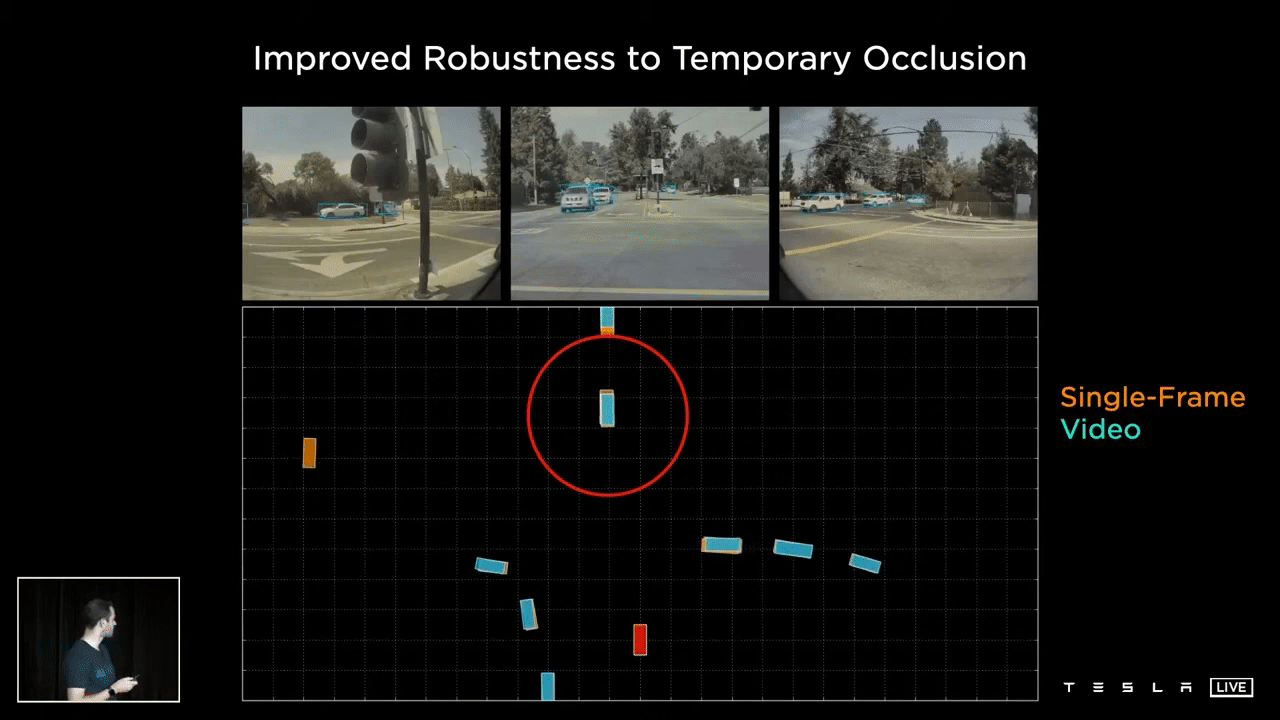 Improved Robustness to Temporary Occlusion
Single-Frame
Video
TESLA LIVE